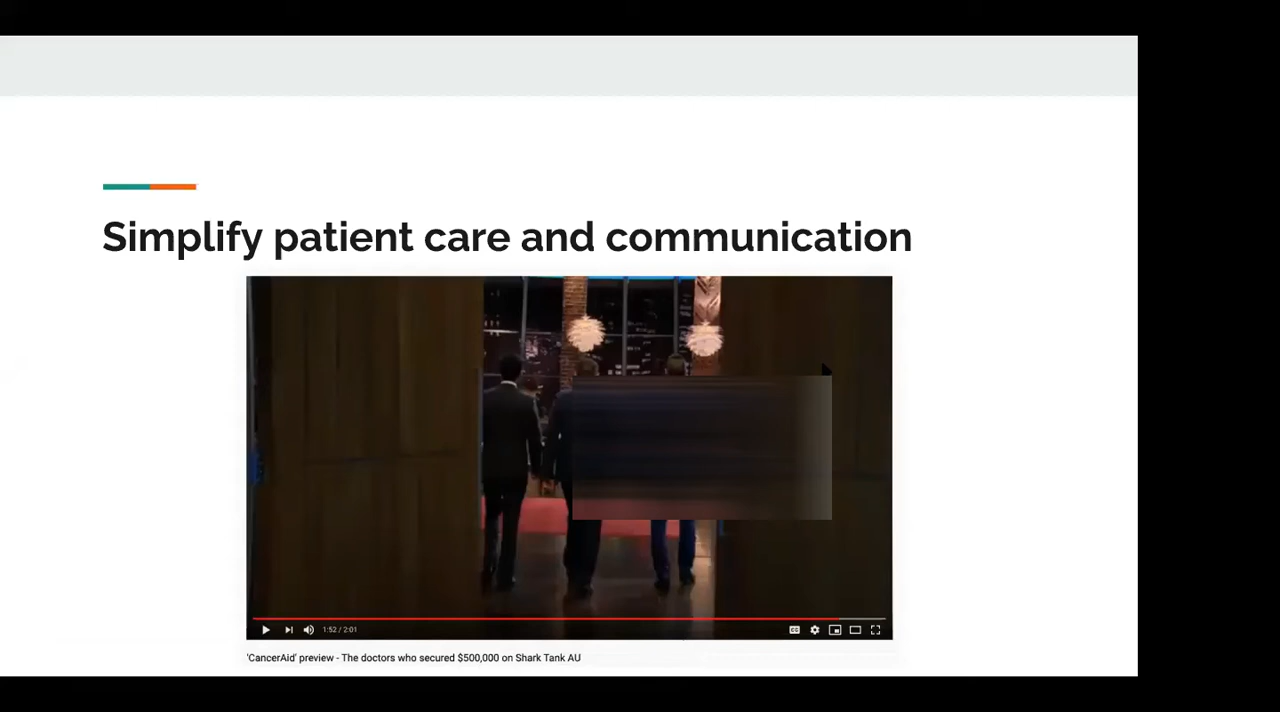 Simplify patient care and communication
1:52 / 2:01
CC
'CancerAid' preview - The doctors who secured $500,000 on Shark Tank AU